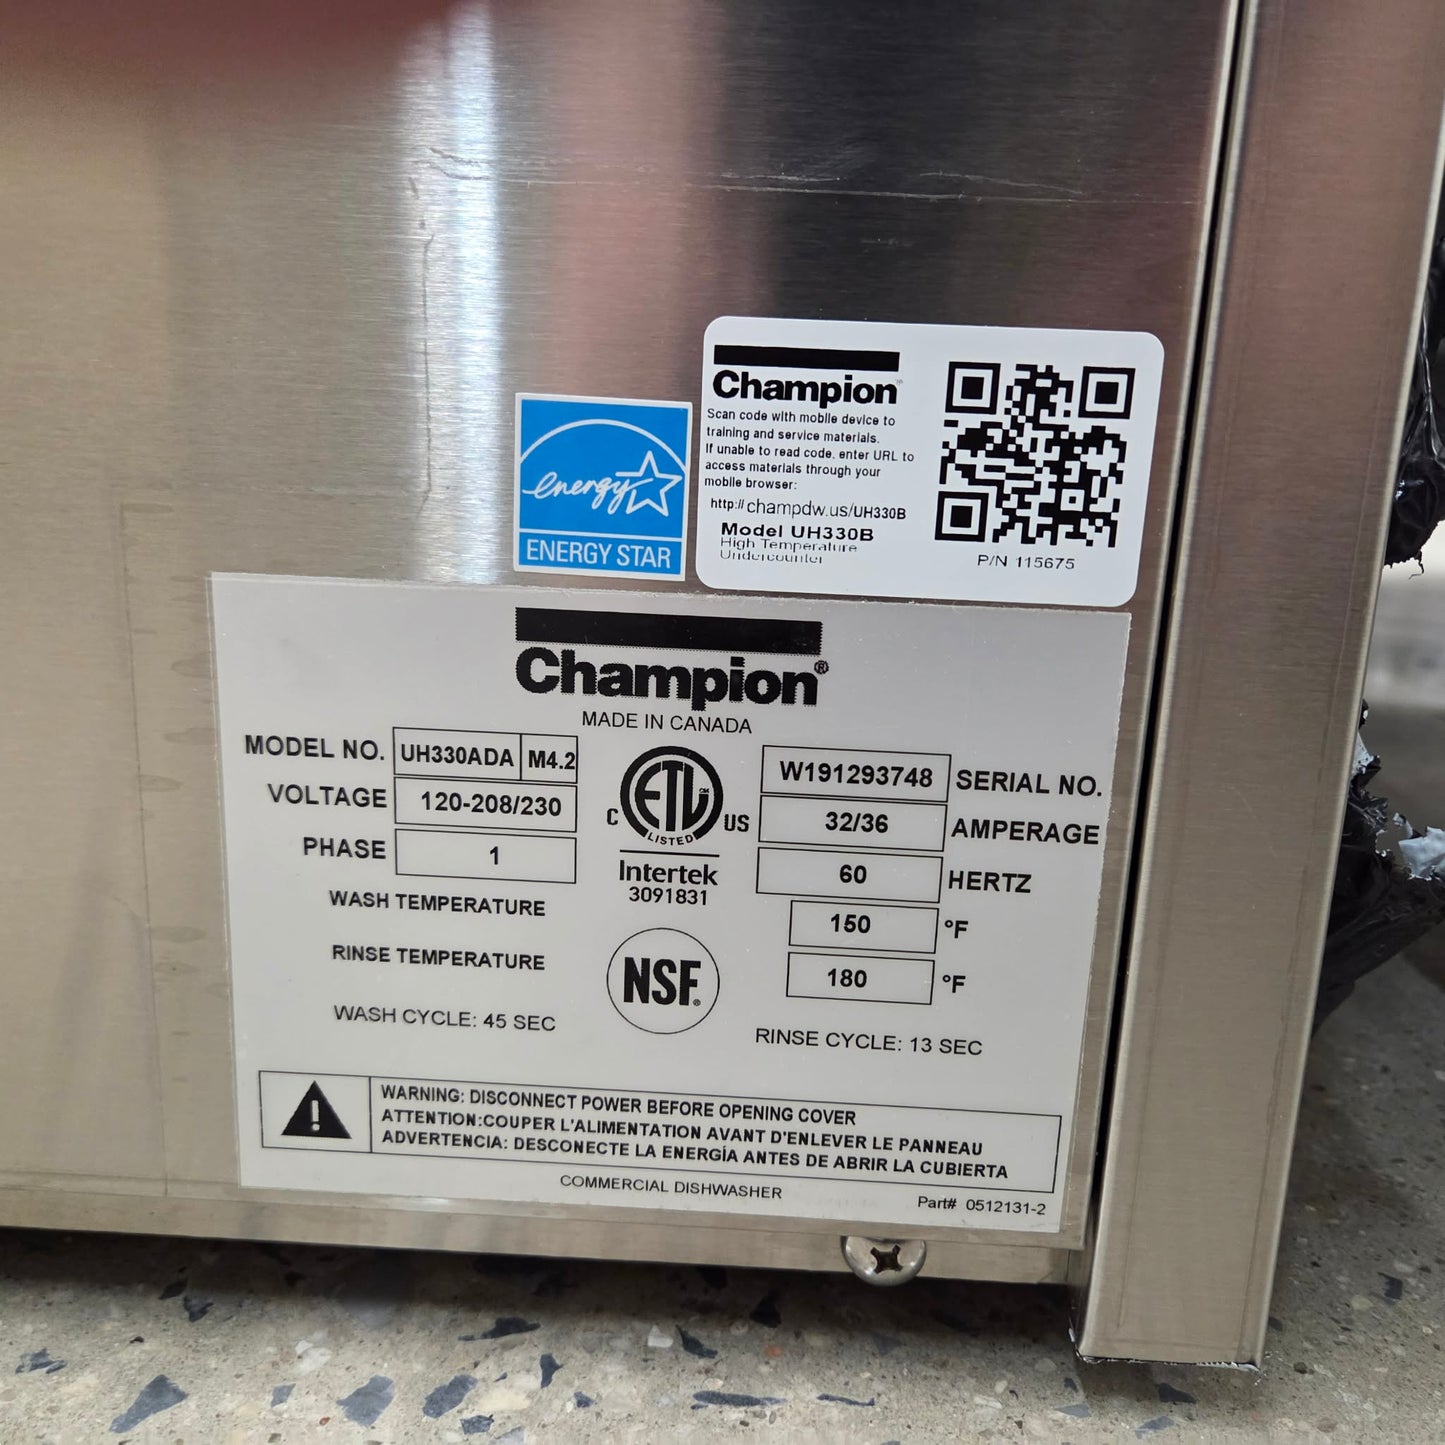 Champion®
Scan code with mobile device to
training and service materials.
If unable to read code, enter URL to
access materials through your
mobile browser:
http://champdw.us/UH330B
Model UH330B
High Temperature
Undercounter
P/N 115675
energy
ENERGY STAR
Champion®
MADE IN CANADA
MODEL NO. UH330ADA M4.2
VOLTAGE 120-208/230
PHASE 1
WASH TEMPERATURE
RINSE TEMPERATURE
WASH CYCLE: 45 SEC
C ETL US
LISTED
Intertek
3091831
NSF®
W191293748 SERIAL NO.
32/36 AMPERAGE
60 HERTZ
150 °F
180 °F
RINSE CYCLE: 13 SEC
WARNING: DISCONNECT POWER BEFORE OPENING COVER
ATTENTION:COUPER L'ALIMENTATION AVANT D'ENLEVER LE PANNEAU
ADVERTENCIA: DESCONECTE LA ENERGÍA ANTES DE ABRIR LA CUBIERTA
COMMERCIAL DISHWASHER
Part# 0512131-2